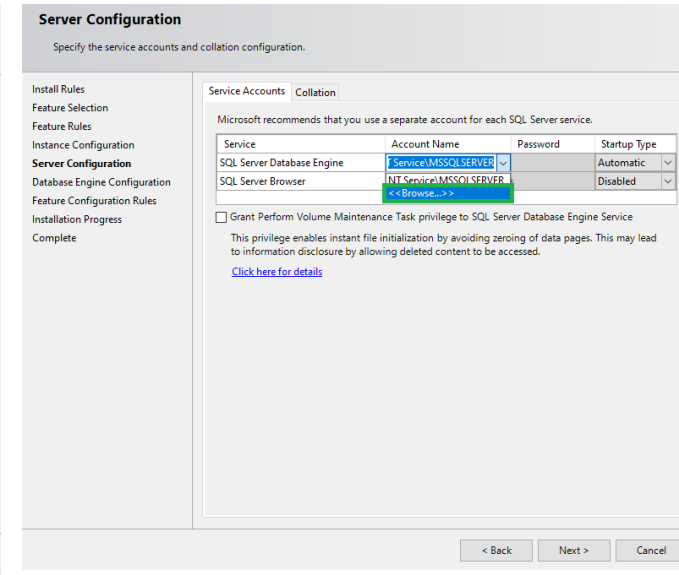 Server Configuration
Specify the service accounts and collation configuration.
Install Rules
Feature Selection
Feature Rules
Instance Configuration
Server Configuration
Database Engine Configuration
Feature Configuration Rules
Installation Progress
Complete
Service Accounts Collation
Microsoft recommends that you use a separate account for each SQL Server service.
Service Account Name Password Startup Type
SQL Server Database Engine T Service\MSSQLSERVER Automatic
SQL Server Browser NT Service\MSSQLSERVER Disabled
<<Browse...>>
Grant Perform Volume Maintenance Task privilege to SQL Server Database Engine Service
This privilege enables instant file initialization by avoiding zeroing of data pages. This may lead
to information disclosure by allowing deleted content to be accessed.
Click here for details
< Back Next > Cancel